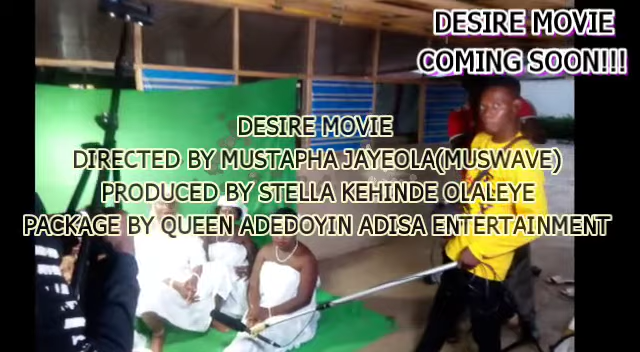 DESIRE MOVIE
COMING SOON!!!
DESIRE MOVIE
DIRECTED BY MUSTAPHA JAYEOLA(MUSWAVE)
PRODUCED BY STELLA KEHINDE OLALEYE
PACKAGE BY QUEEN ADEDOYIN ADISA ENTERTAINMENT